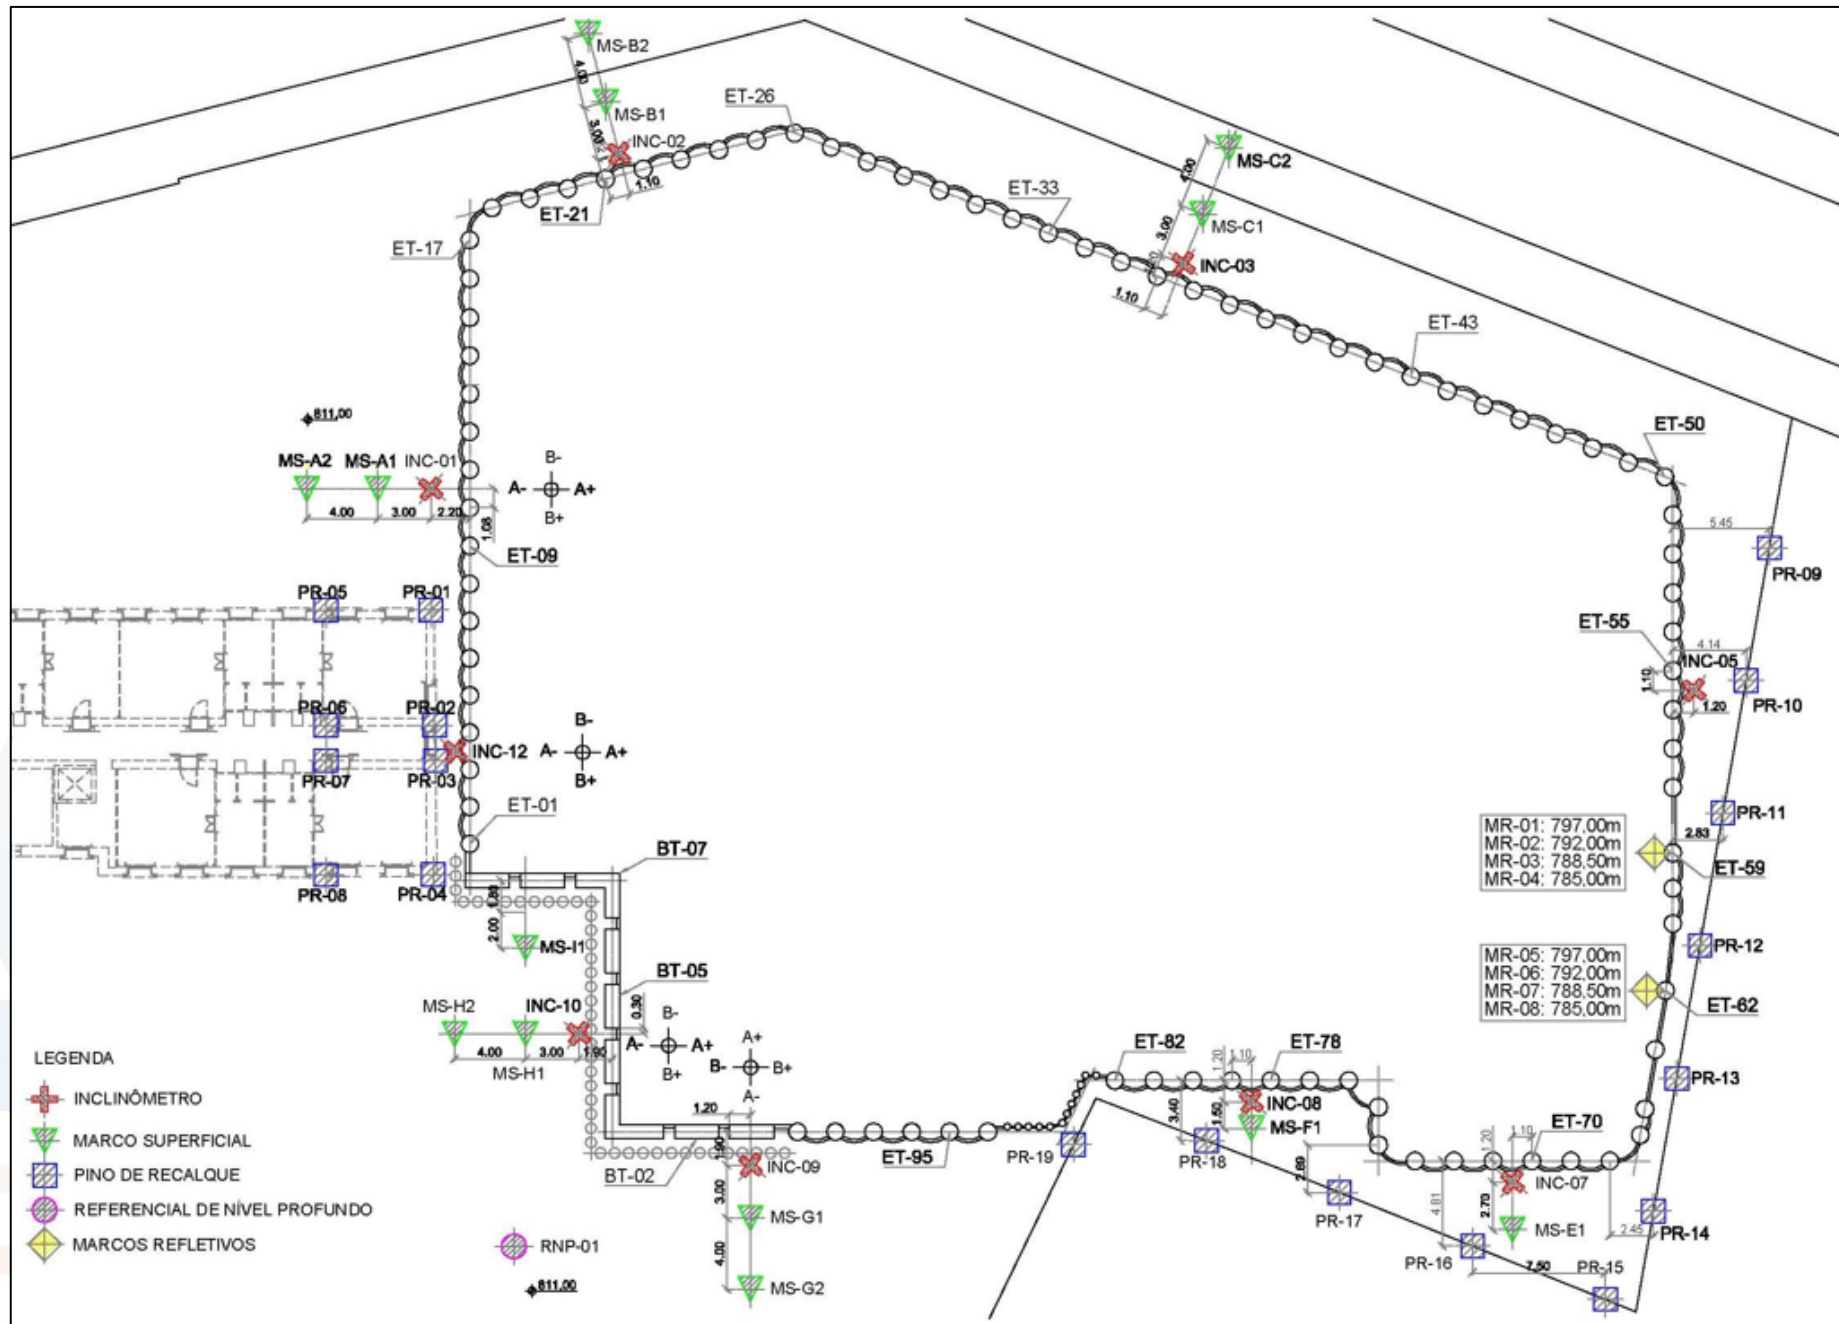 MS-B2
4.00
MS-B1
3.00
INC-02
1.10
ET-26
ET-21
ET-17
ET-33
MS-C2
4.00
MS-C1
3.00
INC-03
1.10
ET-43
ET-50
811,00
MS-A2
MS-A1
INC-01
4.00
3.00
2.20
1.08
B-
A-
A+
B+
ET-09
5.45
PR-09
PR-05
PR-01
ET-55
4.14
INC-05
1.10
1.20
PR-10
PR-06
PR-02
PR-07
PR-03
INC-12
B-
A-
A+
B+
ET-01
PR-08
PR-04
BT-07
1.80
2.00
MS-I1
BT-05
MR-01: 797,00m
MR-02: 792,00m
MR-03: 788,50m
MR-04: 785,00m
PR-11
2.83
ET-59
PR-12
MR-05: 797,00m
MR-06: 792,00m
MR-07: 788,50m
MR-08: 785,00m
ET-62
MS-H2
INC-10
0.30
4.00
3.00
1.90
MS-H1
B-
A-
A+
B+
A+
B-
B+
A-
ET-82
1.20
1.10
ET-78
INC-08
1.50
MS-F1
3.40
PR-13
1.20
1.90
BT-02
INC-09
ET-95
PR-19
PR-18
2.89
PR-17
1.20
1.10
ET-70
INC-07
2.70
MS-E1
4.81
2.45
PR-14
PR-16
7.50
PR-15
3.00
MS-G1
4.00
MS-G2
RNP-01
811,00
LEGENDA
INCLINÔMETRO
MARCO SUPERFICIAL
PINO DE RECALQUE
REFERENCIAL DE NÍVEL PROFUNDO
MARCOS REFLETIVOS